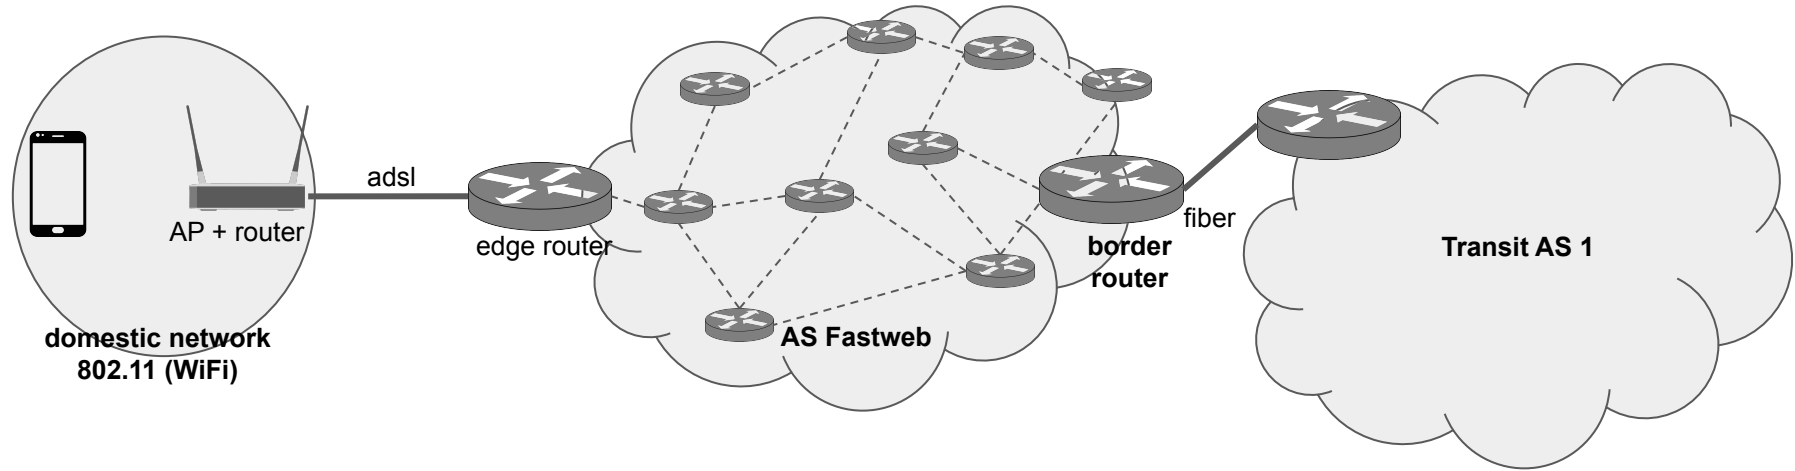 adsl
AP + router
edge router
domestic network
802.11 (WiFi)
AS Fastweb
border
router
fiber
Transit AS 1